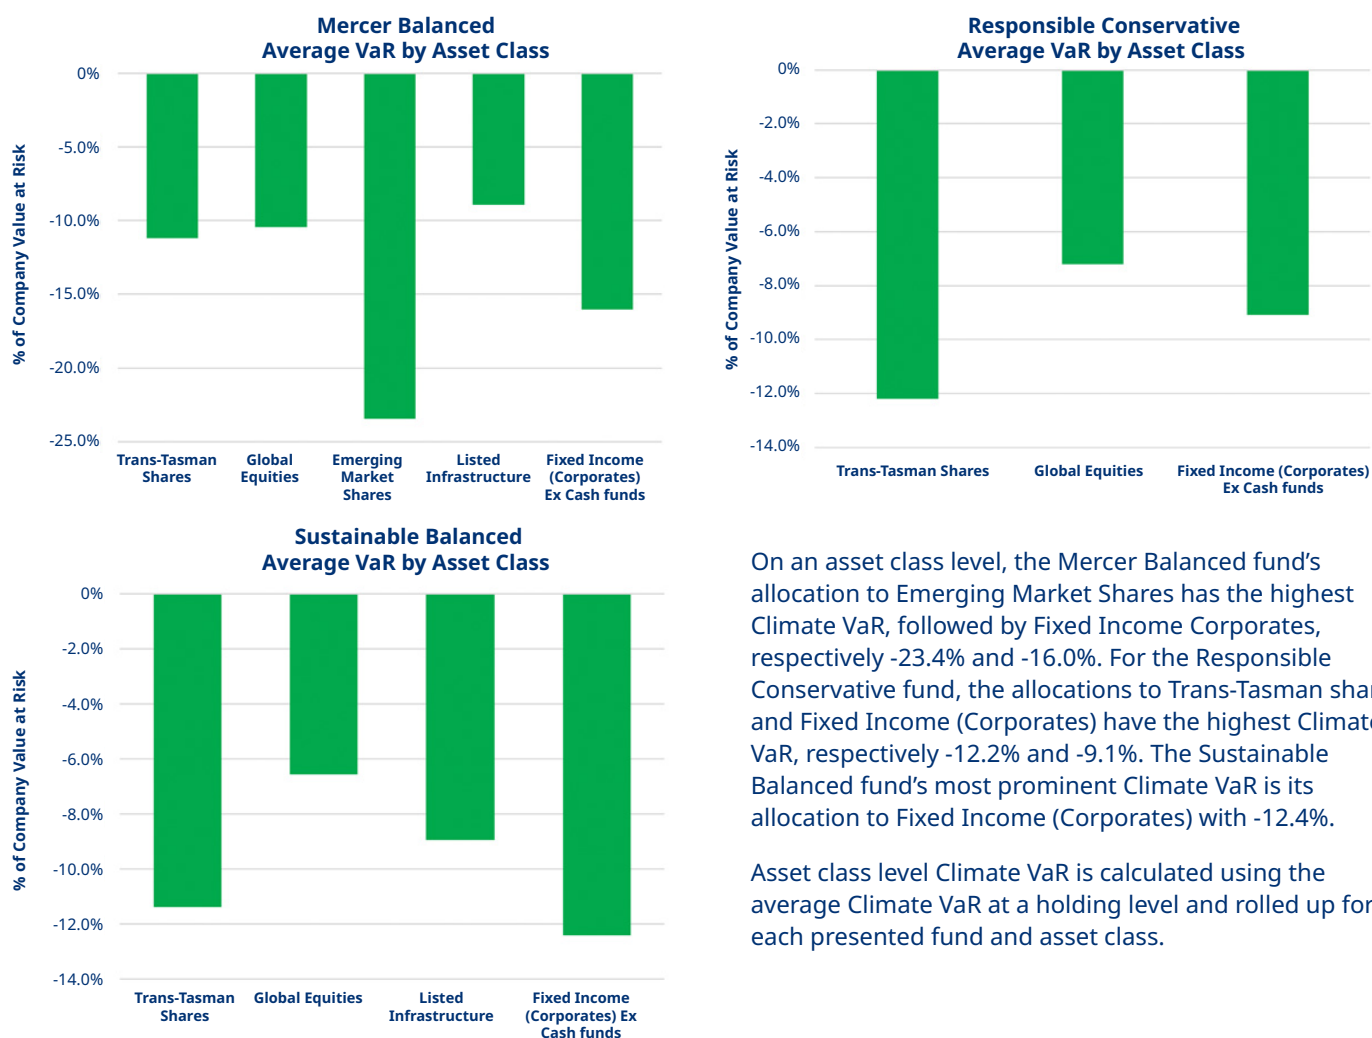 Mercer Balanced
Average VaR by Asset Class
% of Company Value at Risk
0%
-5.0%
-10.0%
-15.0%
-20.0%
-25.0%
Trans-Tasman
Shares
Global
Equities
Emerging
Market
Shares
Listed
Infrastructure
Fixed Income
(Corporates)
Ex Cash funds
Responsible Conservative
Average VaR by Asset Class
% of Company Value at Risk
0%
-2.0%
-4.0%
-6.0%
-8.0%
-10.0%
-12.0%
-14.0%
Trans-Tasman Shares
Global Equities
Fixed Income (Corporates)
Ex Cash funds
Sustainable Balanced
Average VaR by Asset Class
% of Company Value at Risk
0%
-2.0%
-4.0%
-6.0%
-8.0%
-10.0%
-12.0%
-14.0%
Trans-Tasman
Shares
Global Equities
Listed
Infrastructure
Fixed Income
(Corporates) Ex
Cash funds
On an asset class level, the Mercer Balanced fund’s
allocation to Emerging Market Shares has the highest
Climate VaR, followed by Fixed Income Corporates,
respectively -23.4% and -16.0%. For the Responsible
Conservative fund, the allocations to Trans-Tasman
and Fixed Income (Corporates) have the highest Climate
VaR, respectively -12.2% and -9.1%. The Sustainable
Balanced fund’s most prominent Climate VaR is its
allocation to Fixed Income (Corporates) with -12.4%.
Asset class level Climate VaR is calculated using the
average Climate VaR at a holding level and rolled up for
each presented fund and asset class.